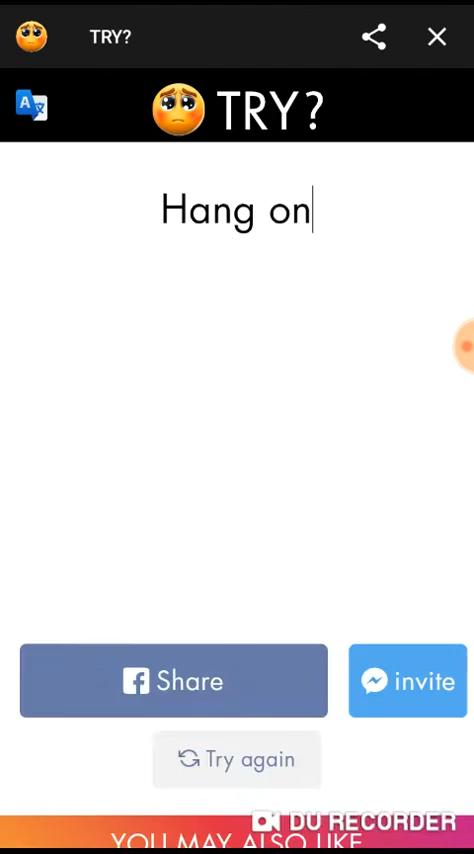 TRY?
TRY?
Hang on
Share
invite
Try again
YOU MAY ALSO LIKE
DU RECORDER